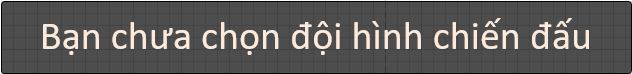 Bạn chưa chọn đội hình chiến đấu